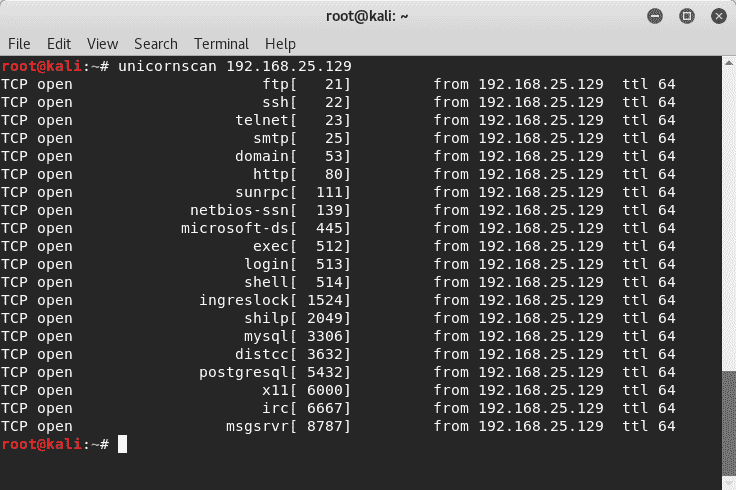 root@kali: ~
File Edit View Search Terminal Help
root@kali:~# unicornscan 192.168.25.129
TCP open                     ftp[   21]         from 192.168.25.129  ttl 64
TCP open                     ssh[   22]         from 192.168.25.129  ttl 64
TCP open                  telnet[   23]         from 192.168.25.129  ttl 64
TCP open                    smtp[   25]         from 192.168.25.129  ttl 64
TCP open                  domain[   53]         from 192.168.25.129  ttl 64
TCP open                    http[   80]         from 192.168.25.129  ttl 64
TCP open                  sunrpc[  111]         from 192.168.25.129  ttl 64
TCP open             netbios-ssn[  139]         from 192.168.25.129  ttl 64
TCP open            microsoft-ds[  445]         from 192.168.25.129  ttl 64
TCP open                    exec[  512]         from 192.168.25.129  ttl 64
TCP open                   login[  513]         from 192.168.25.129  ttl 64
TCP open                   shell[  514]         from 192.168.25.129  ttl 64
TCP open              ingreslock[ 1524]         from 192.168.25.129  ttl 64
TCP open                   shilp[ 2049]         from 192.168.25.129  ttl 64
TCP open                   mysql[ 3306]         from 192.168.25.129  ttl 64
TCP open                  distcc[ 3632]         from 192.168.25.129  ttl 64
TCP open              postgresql[ 5432]         from 192.168.25.129  ttl 64
TCP open                     x11[ 6000]         from 192.168.25.129  ttl 64
TCP open                     irc[ 6667]         from 192.168.25.129  ttl 64
TCP open                 msgsrvr[ 8787]         from 192.168.25.129  ttl 64
root@kali:~#